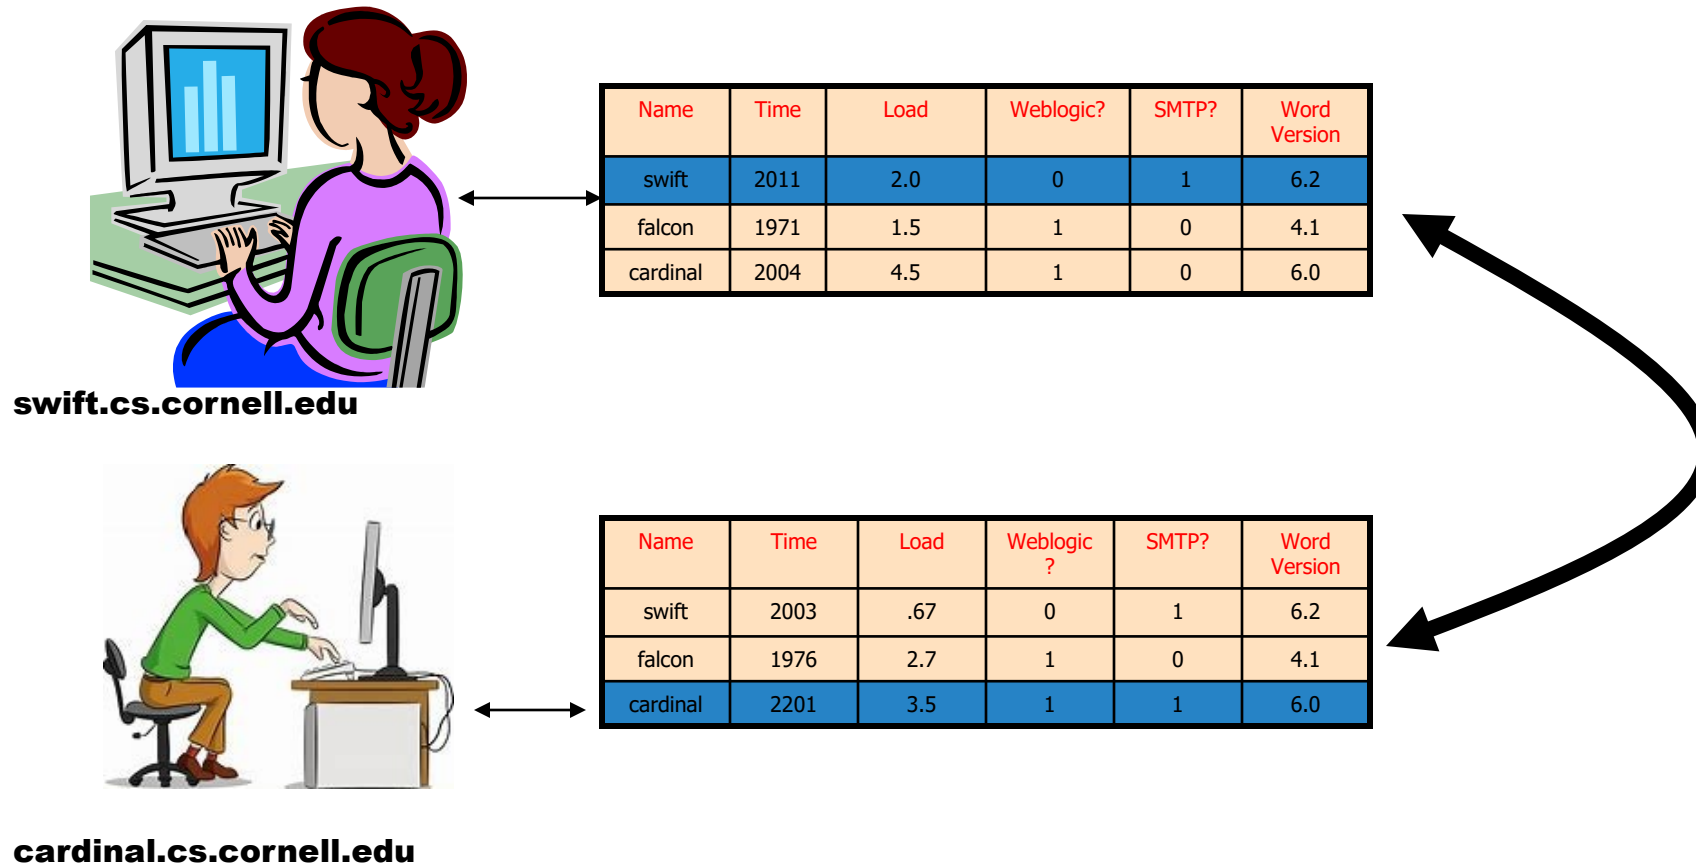 Name Time Load Weblogic? SMTP? Word
Version
swift 2011 2.0 0 1 6.2
falcon 1971 1.5 1 0 4.1
cardinal 2004 4.5 1 0 6.0
swift.cs.cornell.edu
Name Time Load Weblogic SMTP? Word
? Version
swift 2003 .67 0 1 6.2
falcon 1976 2.7 1 0 4.1
cardinal 2201 3.5 1 1 6.0
cardinal.cs.cornell.edu